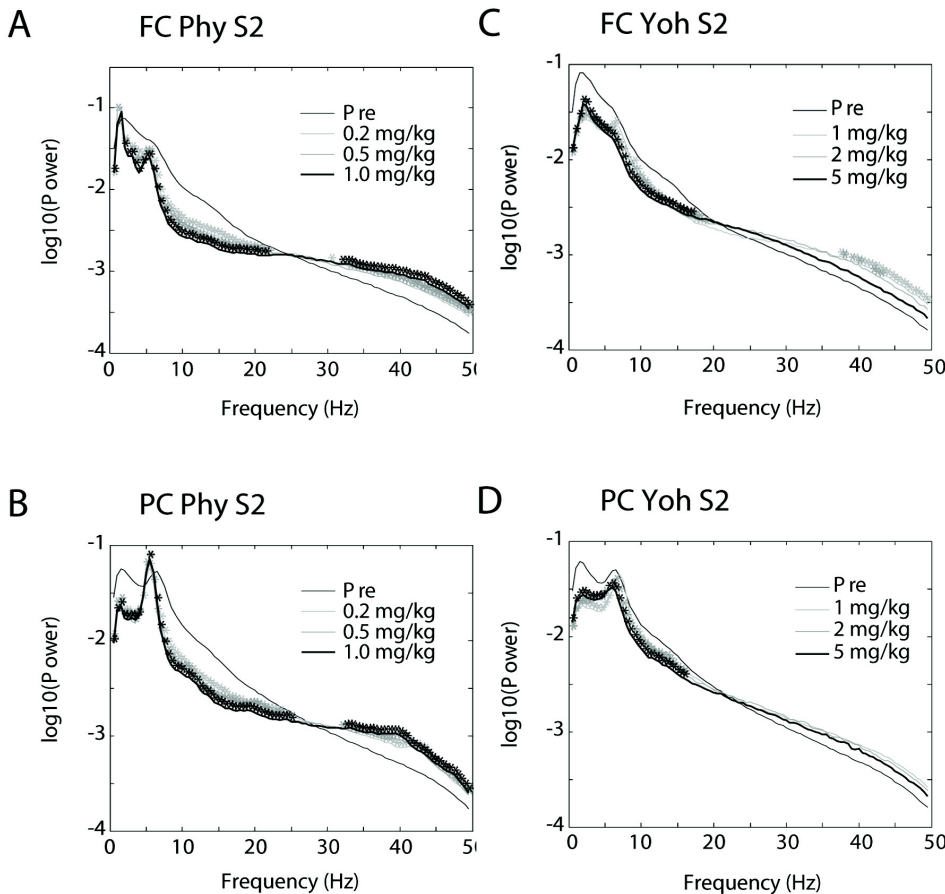 A
FC Phy S2
-1
-2
-3
-4
log10(P ower)
P re
0.2 mg/kg
0.5 mg/kg
1.0 mg/kg
0 10 20 30 40 50
Frequency (Hz)
C
FC Yoh S2
-1
-2
-3
-4
log10(P ower)
P re
1 mg/kg
2 mg/kg
5 mg/kg
0 10 20 30 40 50
Frequency (Hz)
B
PC Phy S2
-1
-2
-3
-4
log10(P ower)
P re
0.2 mg/kg
0.5 mg/kg
1.0 mg/kg
0 10 20 30 40 50
Frequency (Hz)
D
PC Yoh S2
-1
-2
-3
-4
log10(P ower)
P re
1 mg/kg
2 mg/kg
5 mg/kg
0 10 20 30 40 50
Frequency (Hz)